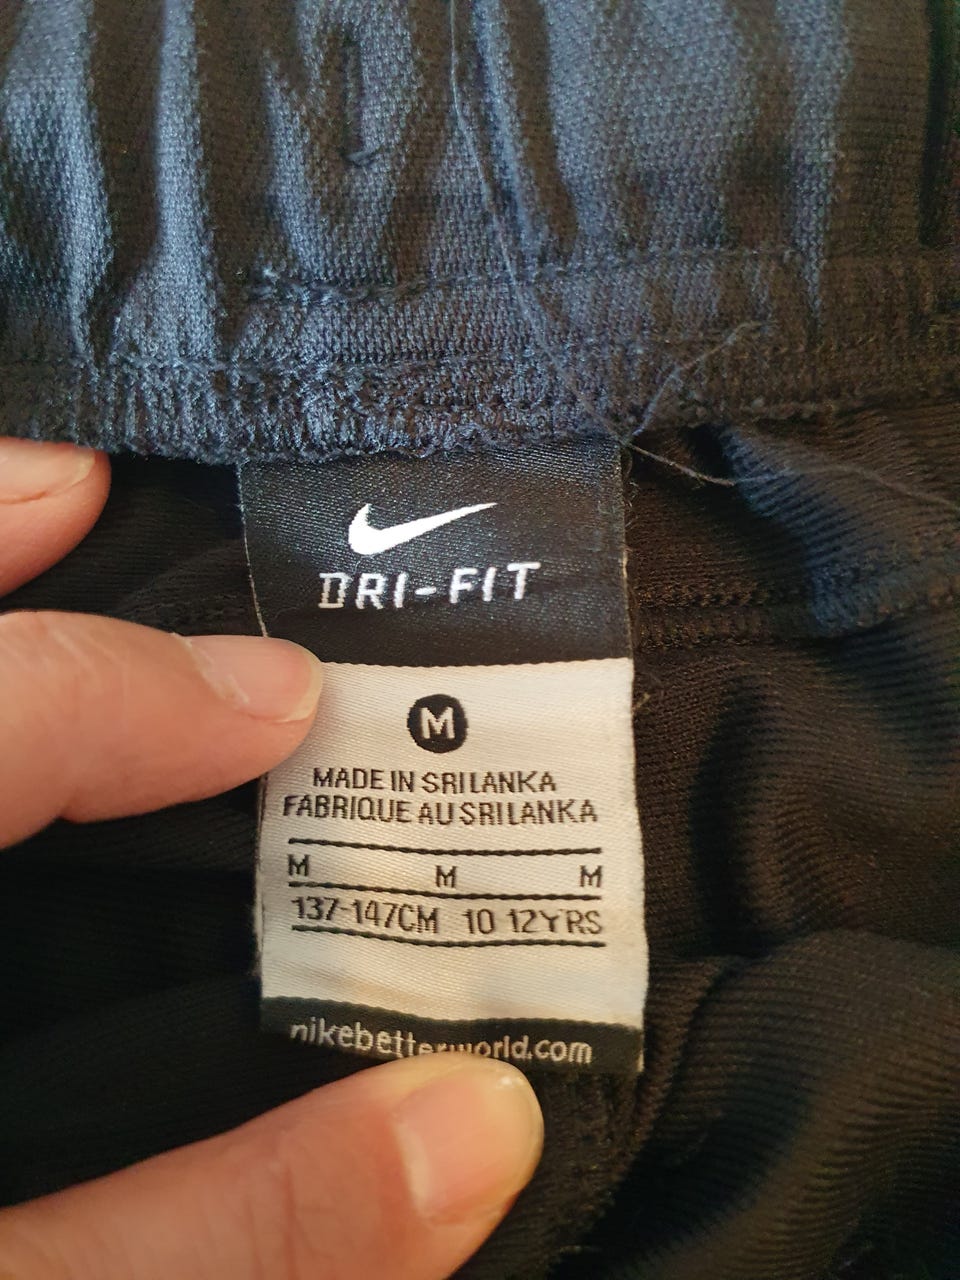 DRI-FIT
M
MADE IN SRI LANKA
FABRIQUE AU SRI LANKA
M M M
137-147CM 10 12YRS
nikebetterworld.com